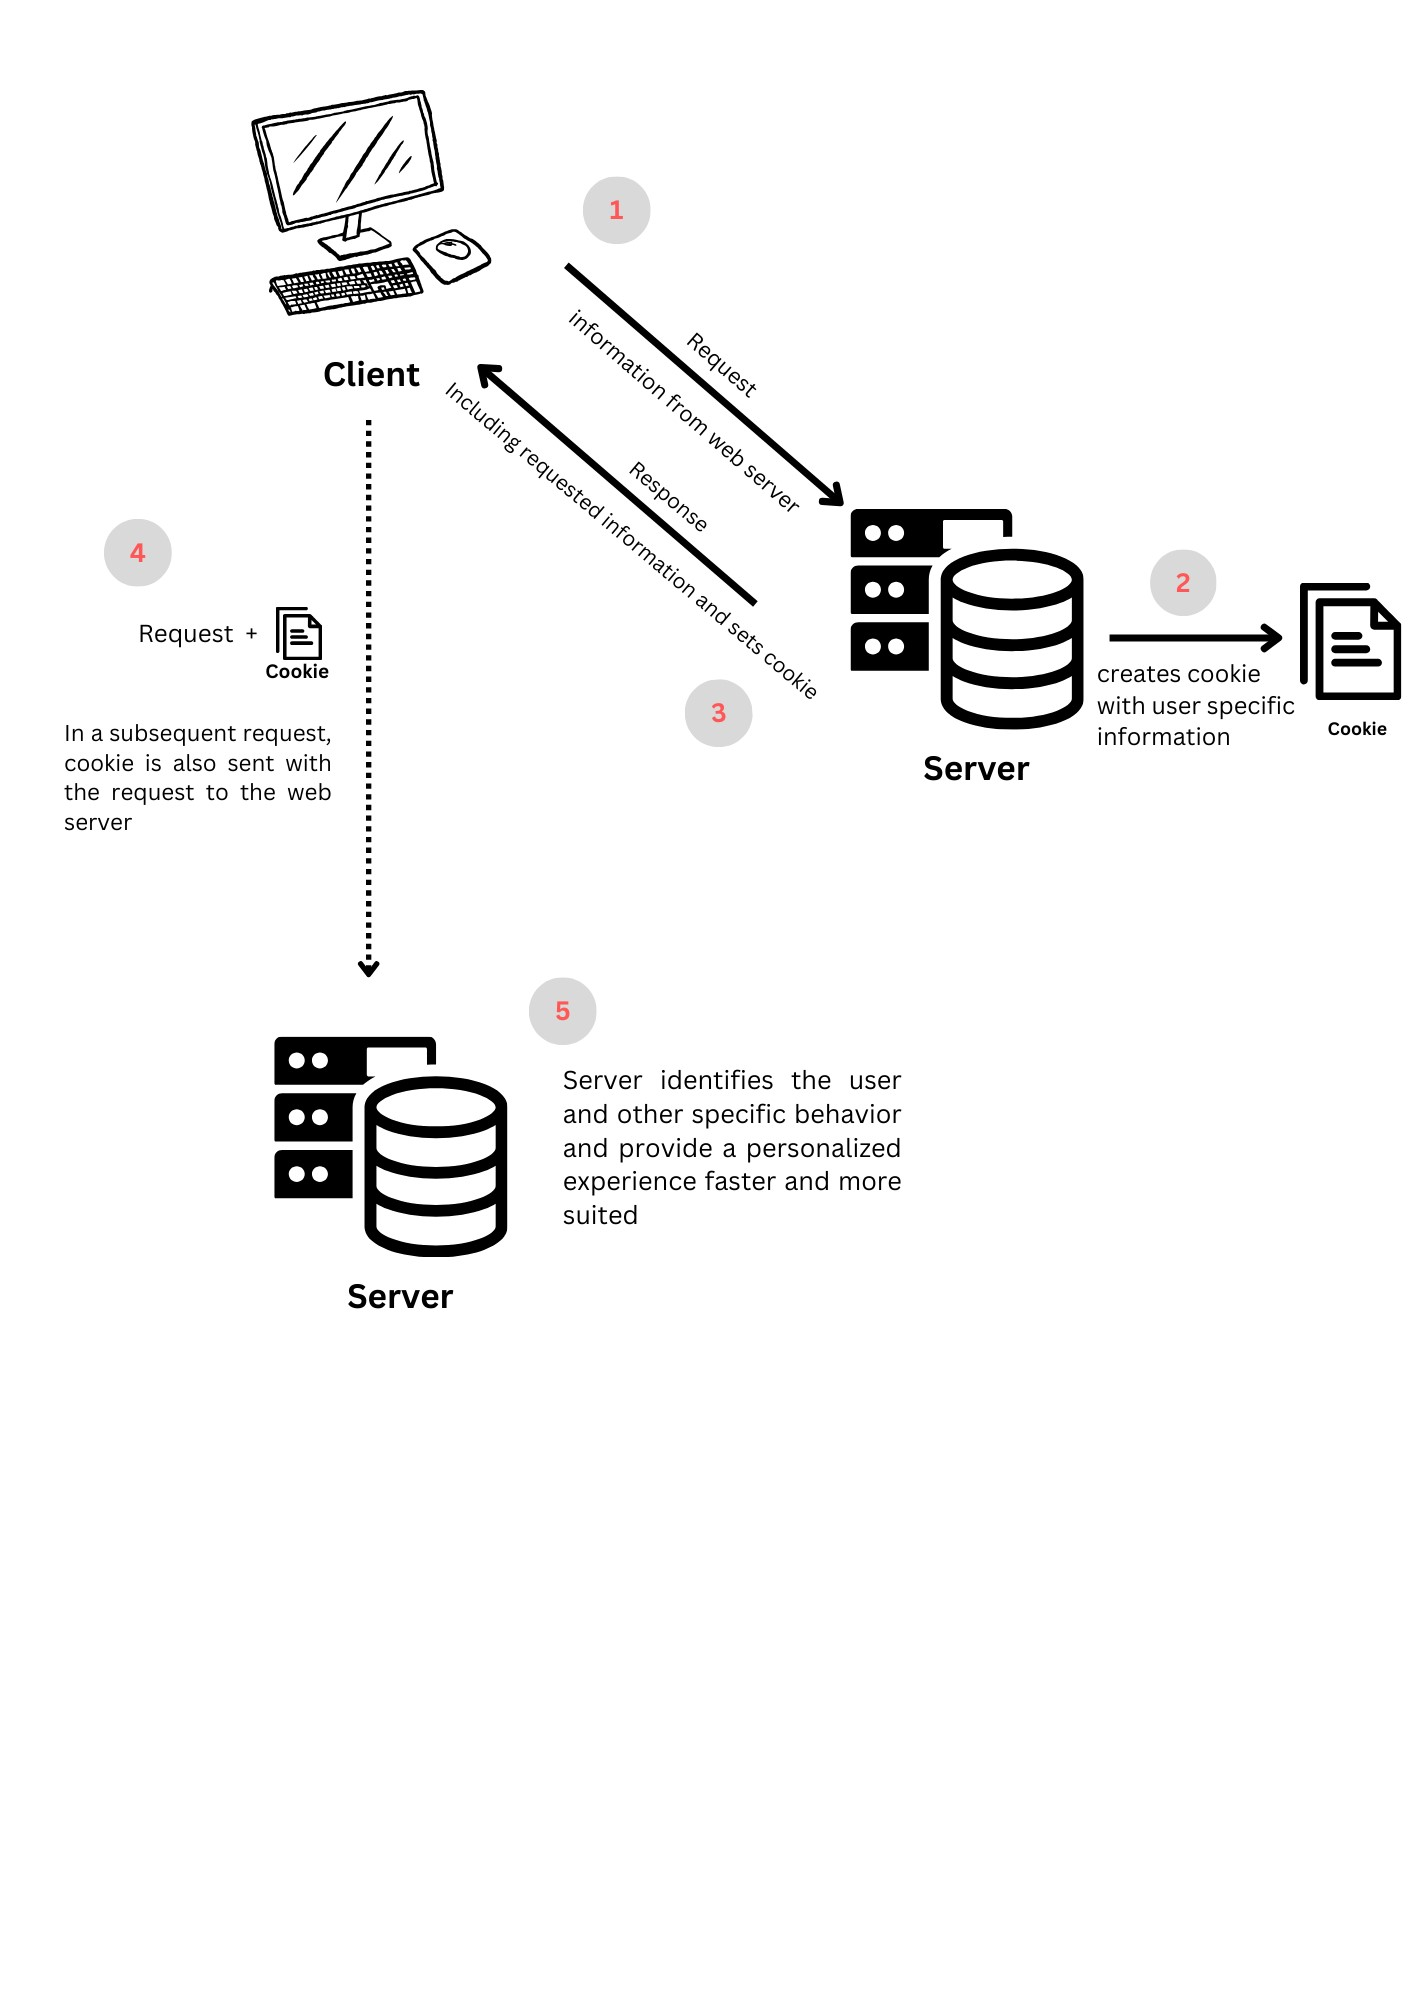 1
Request
information from web server
Client
Response
Including requested information and sets cookie
2
creates cookie
with user specific
information
Cookie
Server
3
4
Request +
Cookie
In a subsequent request,
cookie is also sent with
the request to the web
server
5
Server identifies the user
and other specific behavior
and provide a personalized
experience faster and more
suited
Server